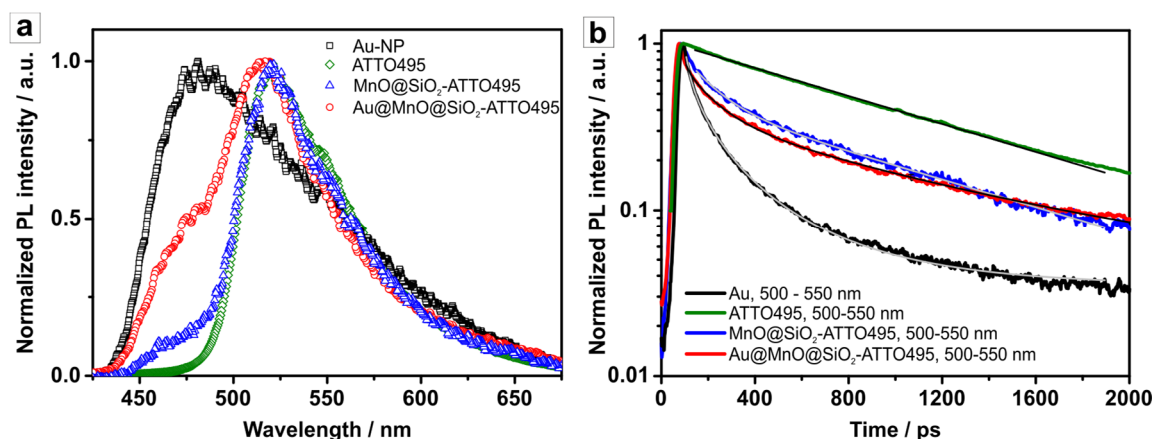 a
Normalized PL intensity / a.u.
1.0
0.5
0.0
450
500
550
600
650
Wavelength / nm
Au-NP
ATTO495
MnO@SiO₂-ATTO495
Au@MnO@SiO₂-ATTO495
b
Normalized PL intensity / a.u.
1
0.1
0.01
0
400
800
1200
1600
2000
Time / ps
Au, 500 - 550 nm
ATTO495, 500-550 nm
MnO@SiO₂-ATTO495, 500-550 nm
Au@MnO@SiO₂-ATTO495, 500-550 nm